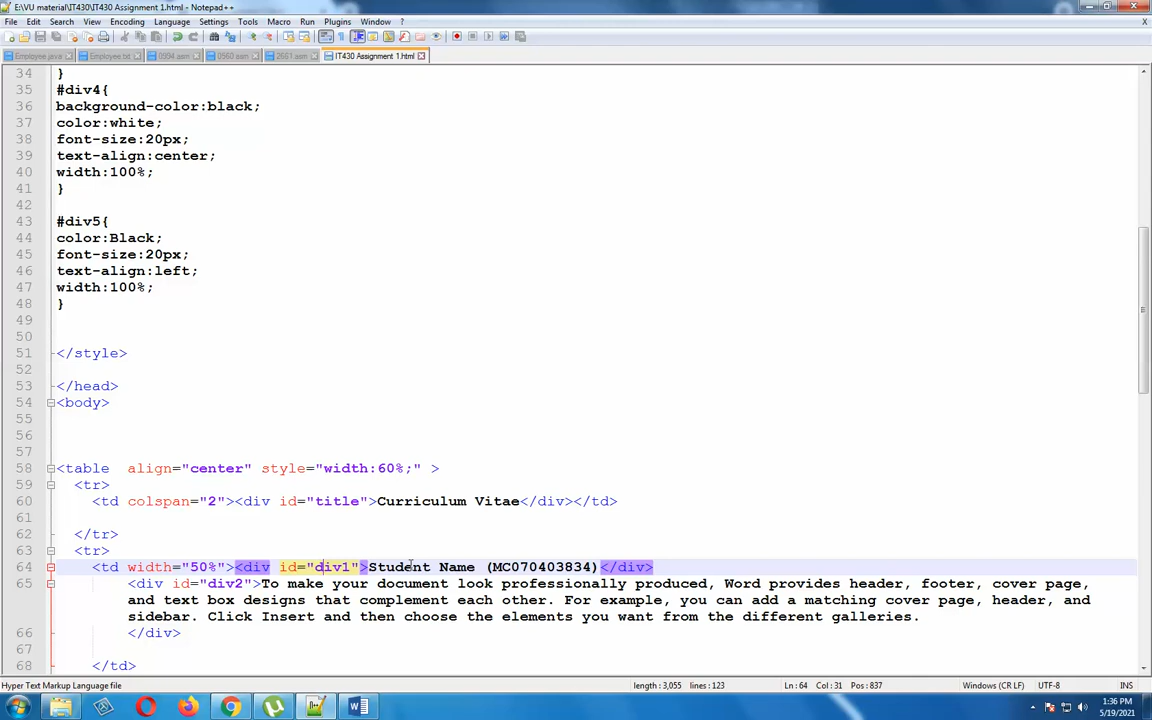 E:\VU material\IT430\IT430 Assignment 1.html - Notepad++
File Edit Search View Encoding Language Settings Tools Macro Run Plugins Window ?
X
Employee.java Employee.txt 0994.asm 0560.asm 2661.asm IT430 Assignment 1.html
34 }
35 #div4{
36 background-color:black;
37 color:white;
38 font-size:20px;
39 text-align:center;
40 width:100%;
41 }
42
43 #div5{
44 color:Black;
45 font-size:20px;
46 text-align:left;
47 width:100%;
48 }
49
50
51 </style>
52
53 </head>
54 <body>
55
56
57
58 <table  align="center" style="width:60%;" >
59 <tr>
60 <td colspan="2"><div id="title">Curriculum Vitae</div></td>
61
62 </tr>
63 <tr>
64 <td width="50%"><div id="div1">Student Name (MC070403834)</div>
65 <div id="div2">To make your document look professionally produced, Word provides header, footer, cover page,
and text box designs that complement each other. For example, you can add a matching cover page, header, and
sidebar. Click Insert and then choose the elements you want from the different galleries.
66 </div>
67
68 </td>
Hyper Text Markup Language file length : 3,055 lines : 123 Ln : 64 Col : 31 Pos : 837 Windows (CR LF) UTF-8 INS
1:36 PM
5/19/2021